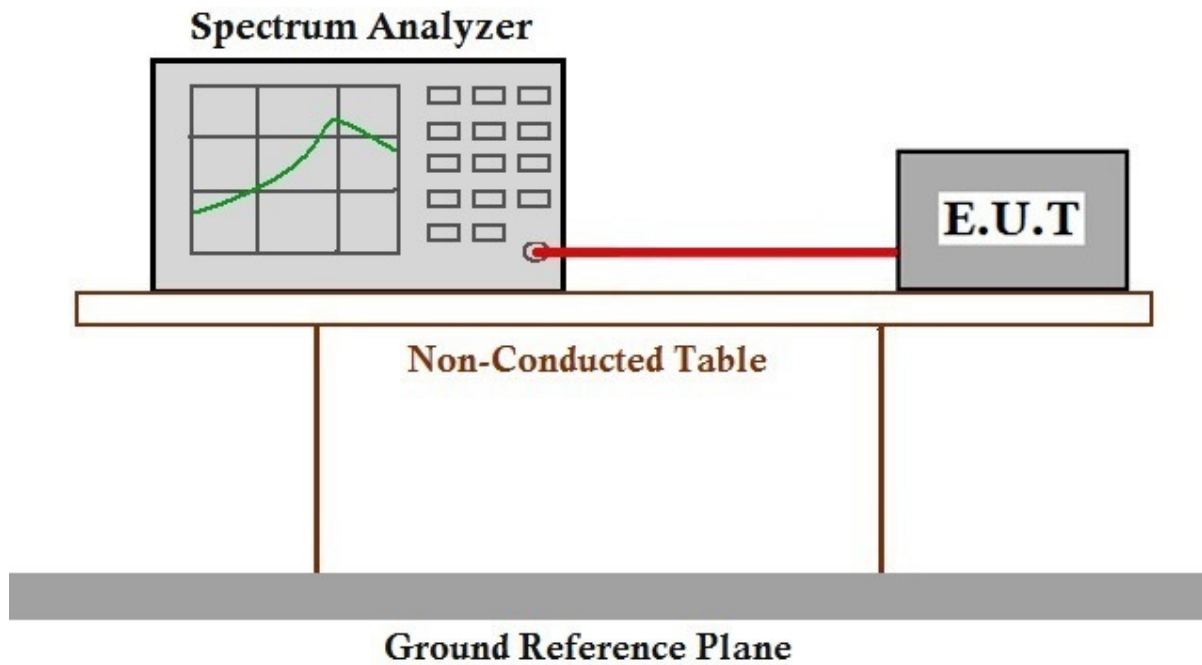 Spectrum Analyzer
E.U.T
Non-Conducted Table
Ground Reference Plane